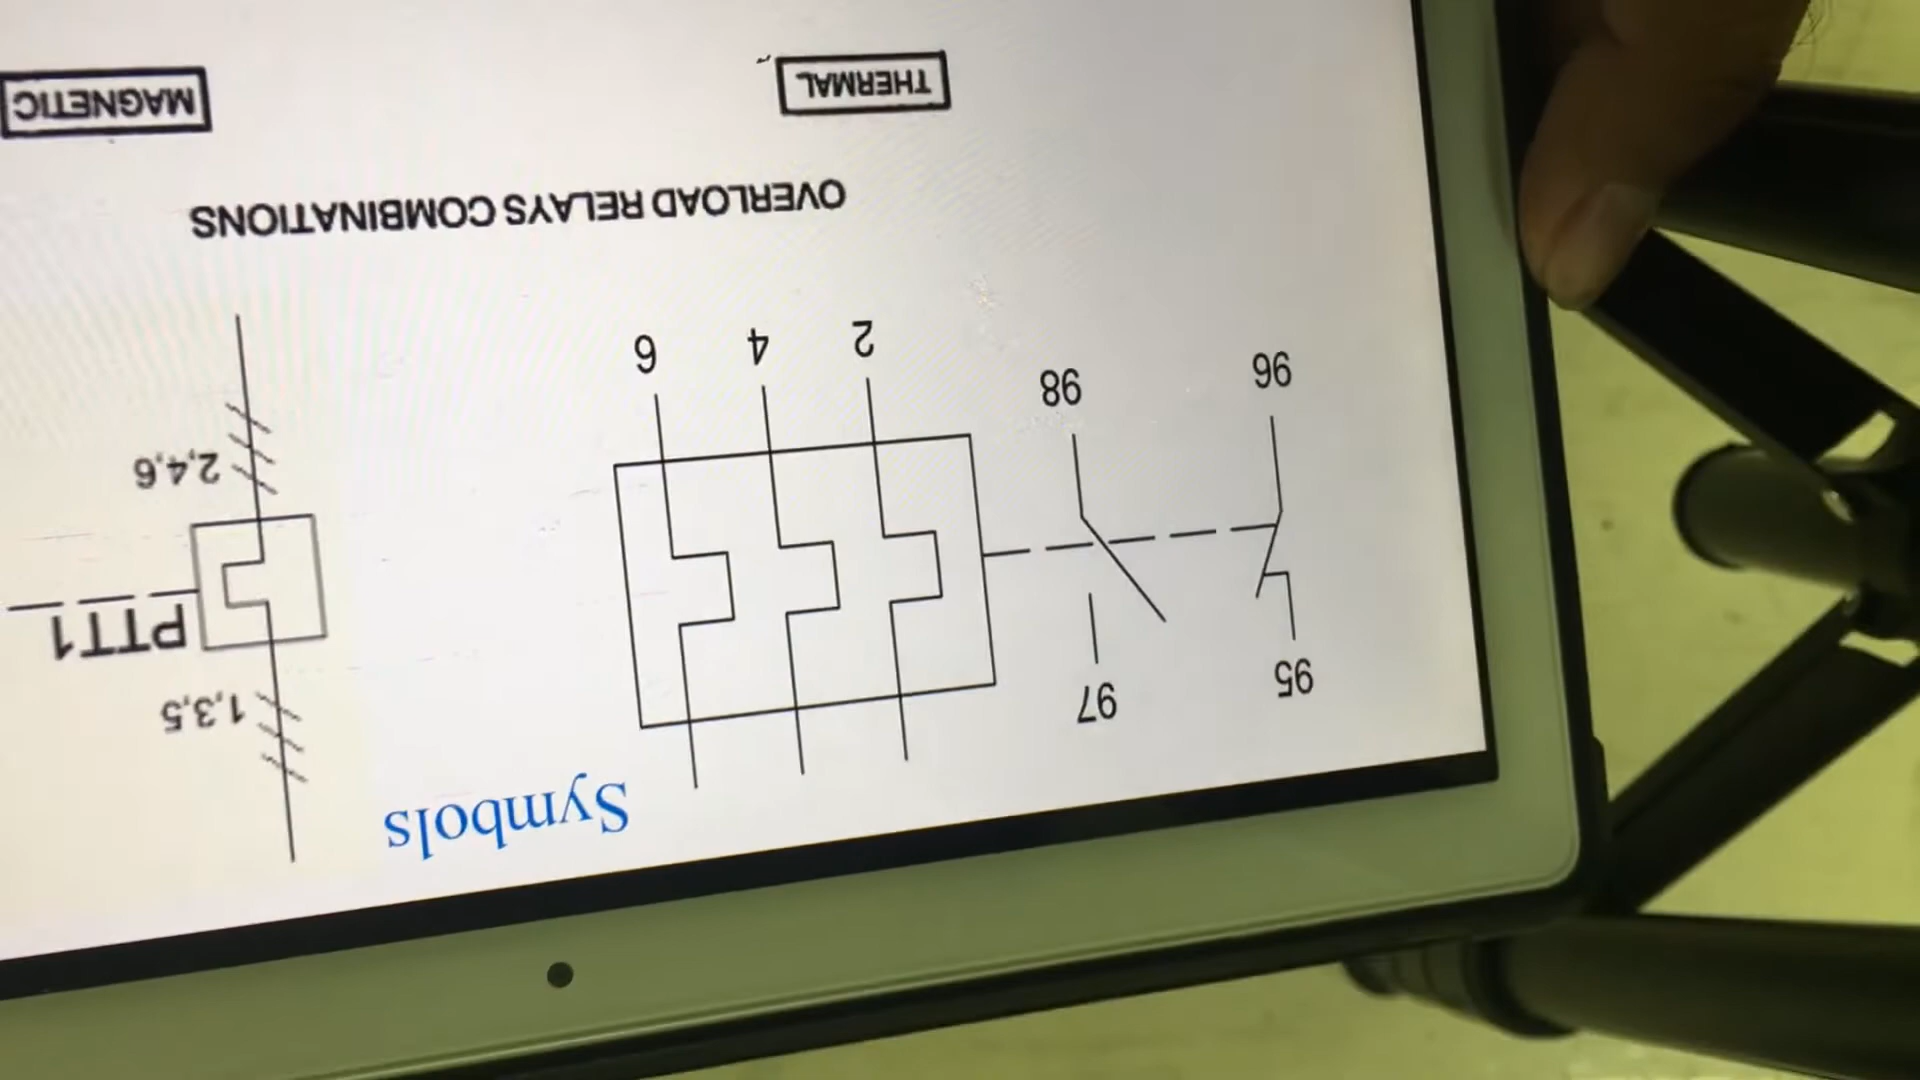 Symbols
95
97
1,3,5
PTT1
2,4,6
96
98
2
4
6
OVERLOAD RELAYS COMBINATIONS
THERMAL
MAGNETIC